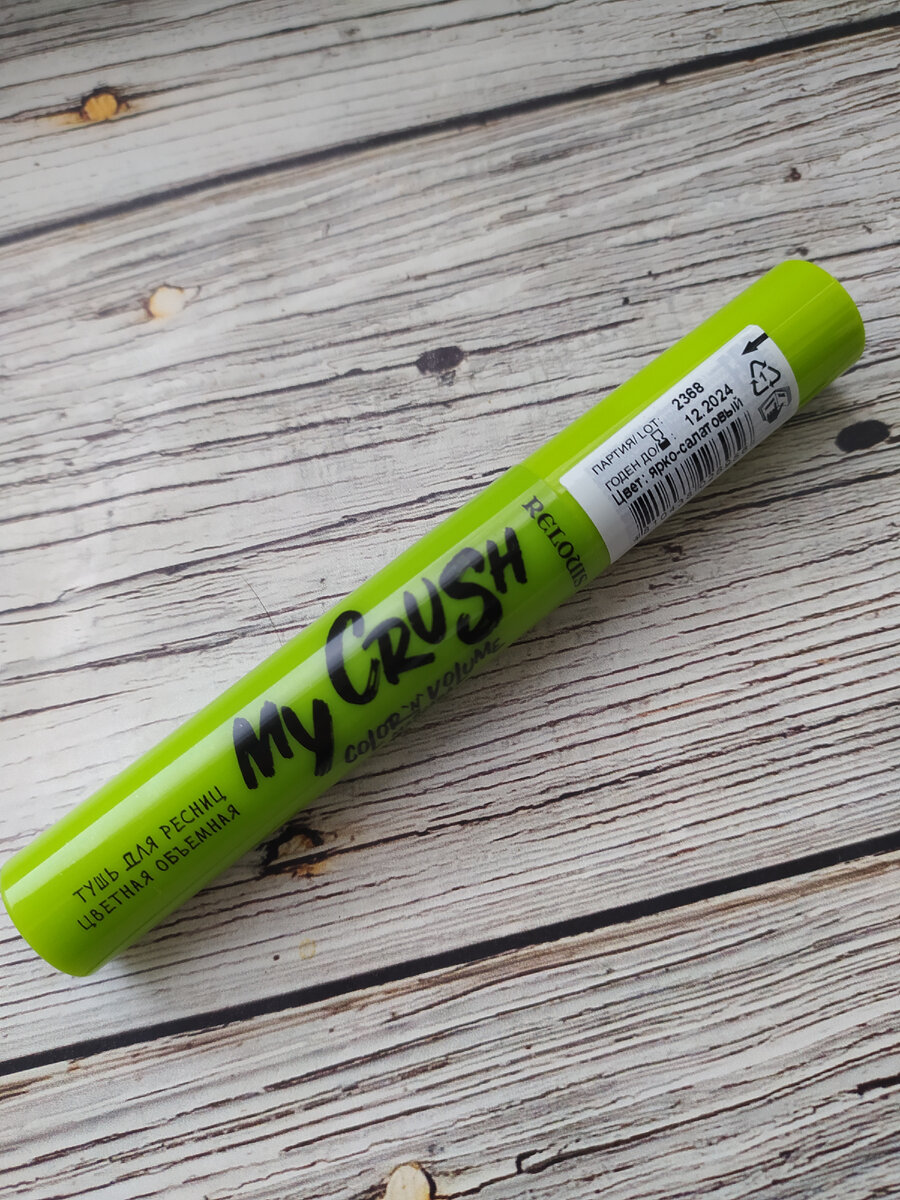 ТУШЬ ДЛЯ РЕСНИЦ
ЦВЕТНАЯ ОБЪЕМНАЯ
MY CRUSH
COLOR 'N' VOLUME
RELOUIS
ПАРТИЯ/ LOT: 2368
ГОДЕН ДО/ : 12.2024
Цвет: ярко-салатовый